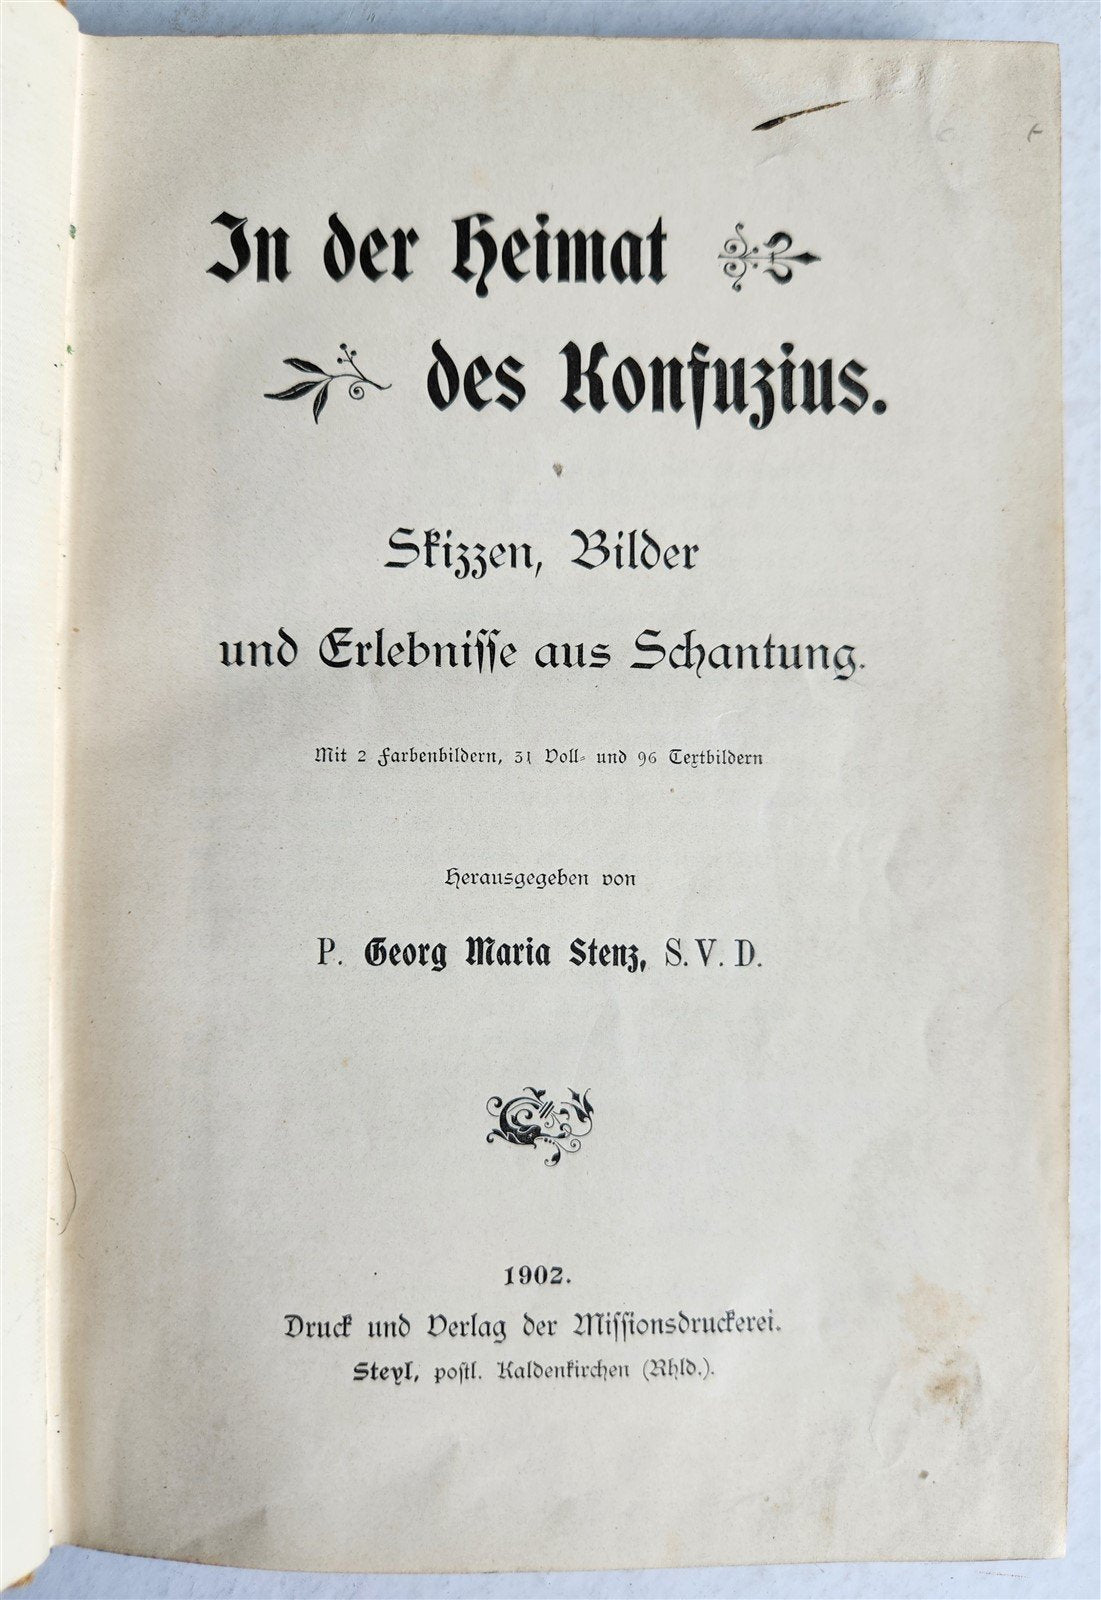 In der Heimat
des Konfuzius.
Skizzen, Bilder
und Erlebnisse aus Schantung.
Mit 2 Farbenbildern, 31 Voll- und 96 Textbildern
Herausgegeben von
P. Georg Maria Stenz, S. V. D.
1902.
Druck und Verlag der Missionsdruckerei.
Steyl, postl. Kaldenkirchen (Rhld.).